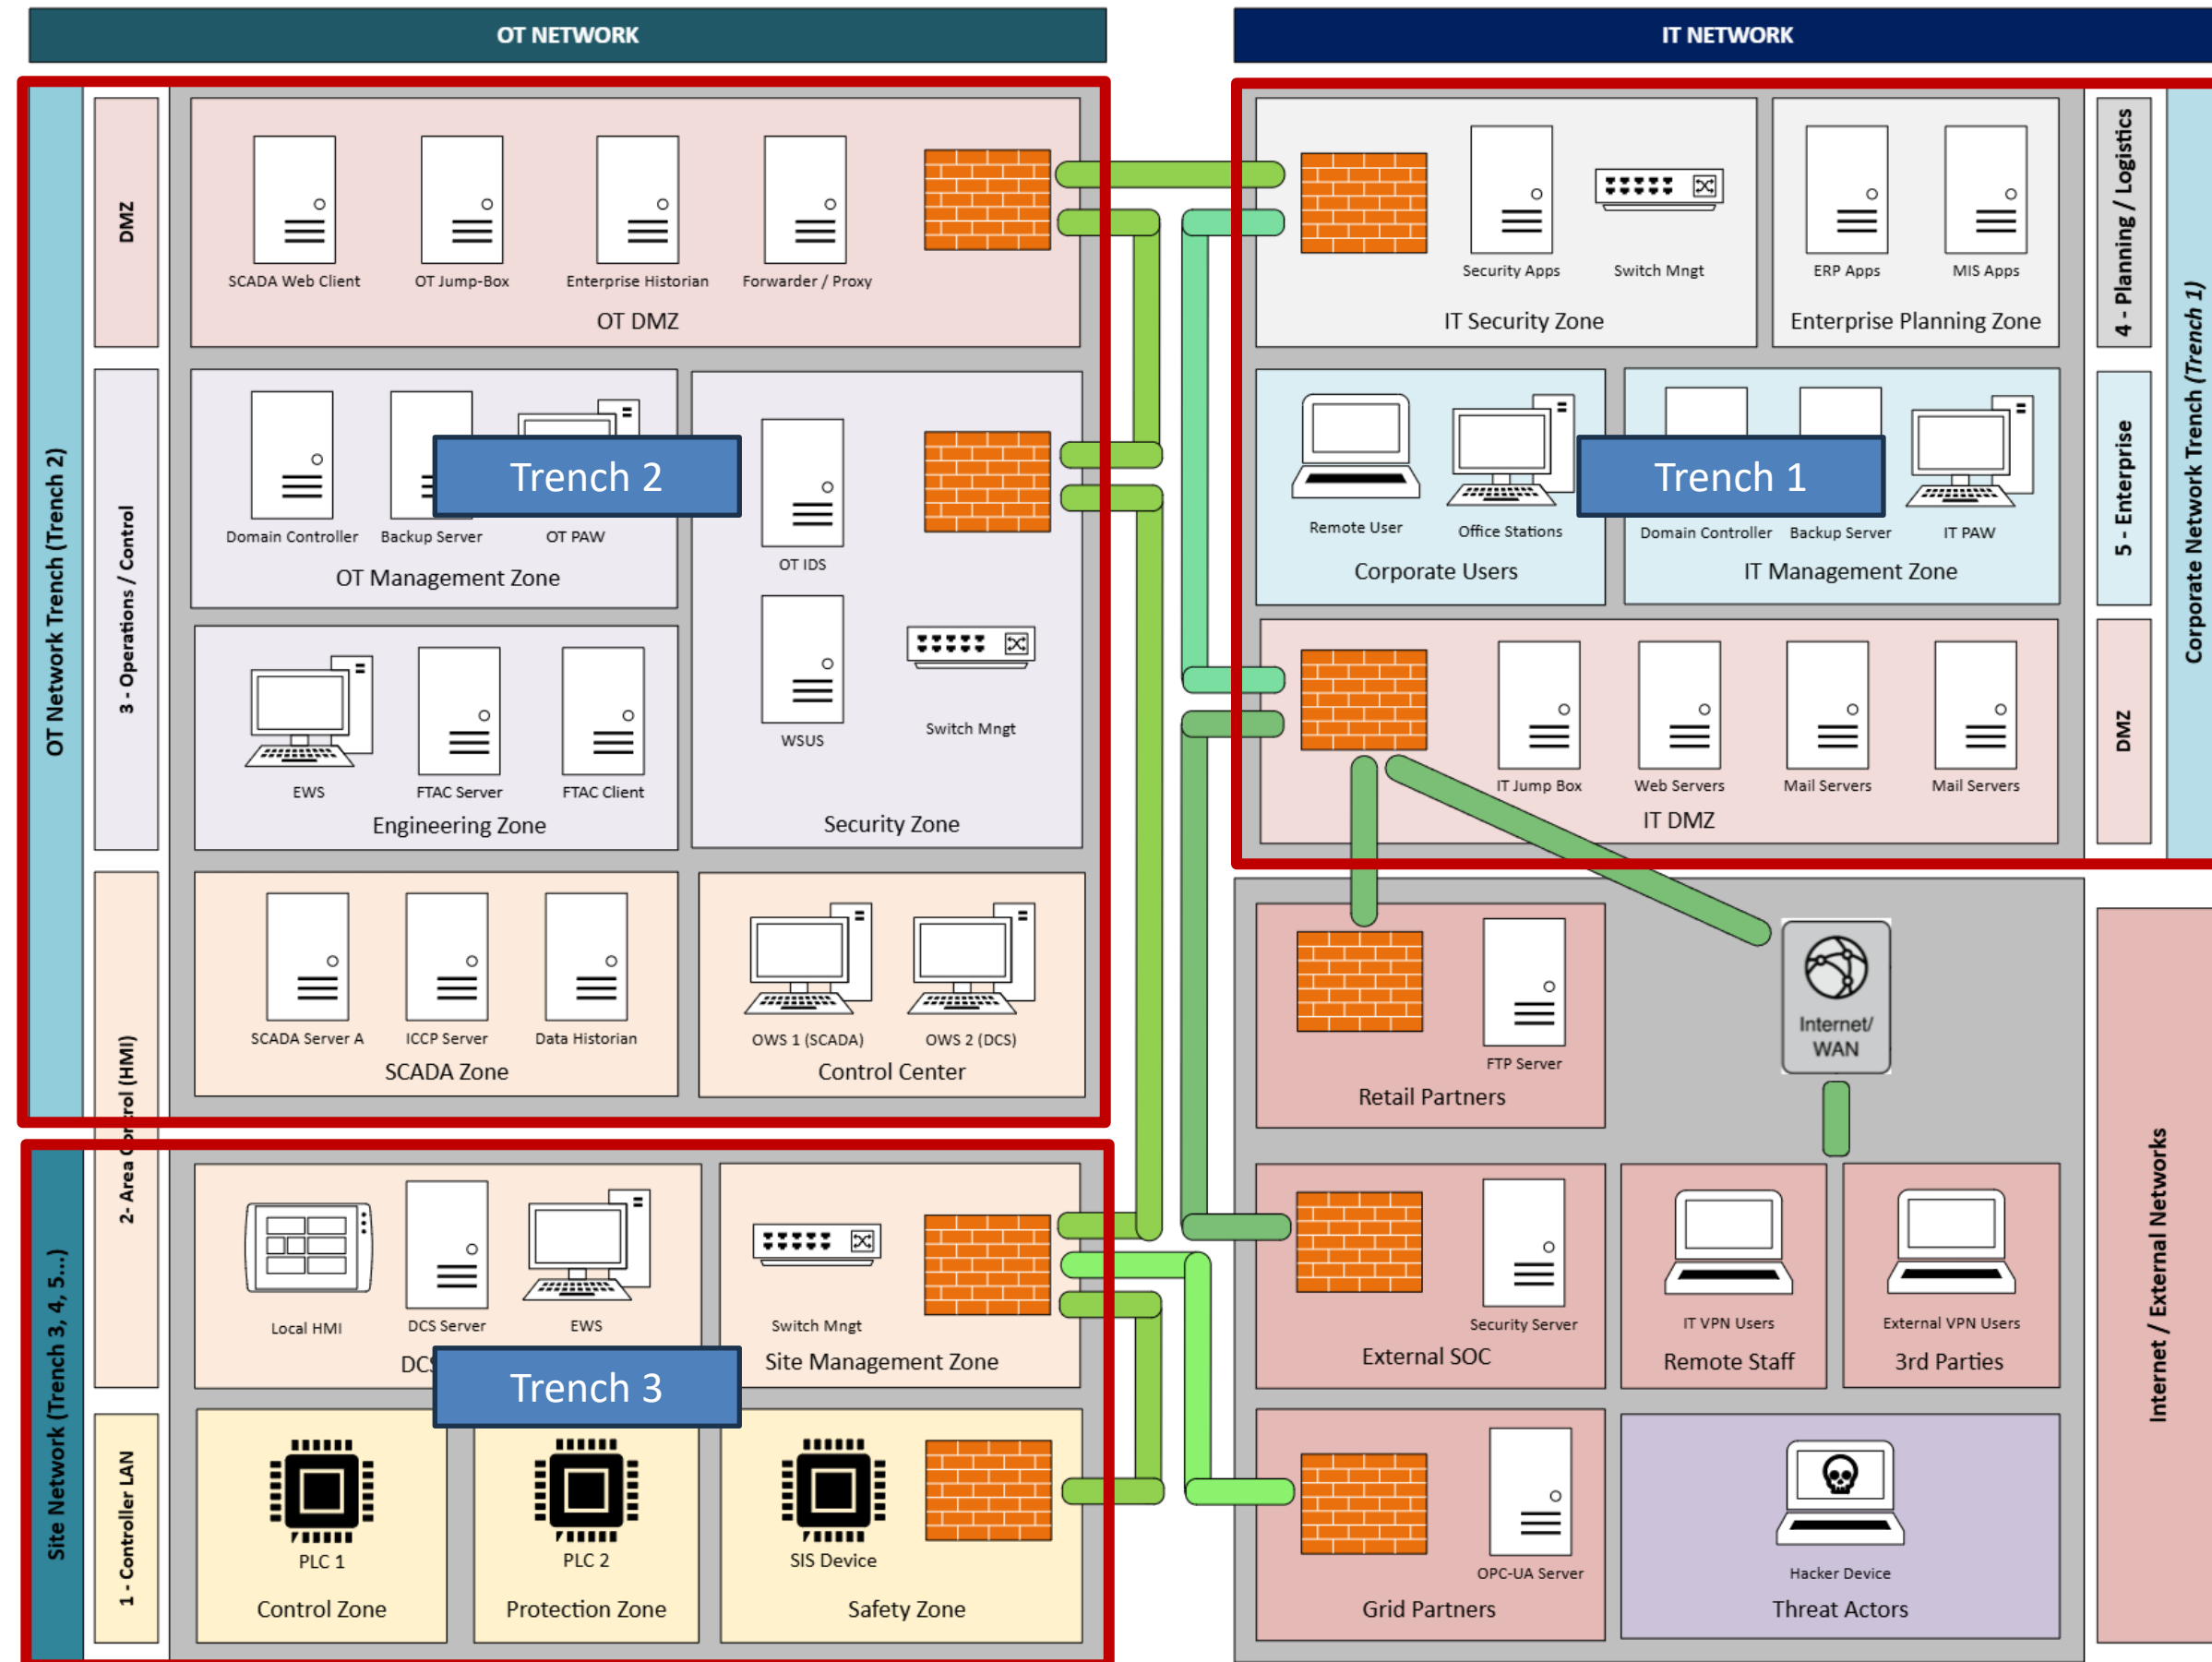 OT NETWORK
IT NETWORK
OT Network Trench (Trench 2)
DMZ
SCADA Web Client
OT Jump-Box
Enterprise Historian
Forwarder / Proxy
OT DMZ
3 - Operations / Control
Domain Controller
Backup Server
OT PAW
OT Management Zone
Trench 2
OT IDS
WSUS
Switch Mngt
Security Zone
EWS
FTAC Server
FTAC Client
Engineering Zone
2- Area Control (HMI)
SCADA Server A
ICCP Server
Data Historian
SCADA Zone
OWS 1 (SCADA)
OWS 2 (DCS)
Control Center
Site Network (Trench 3, 4, 5...)
Local HMI
DCS Server
EWS
DCS
Trench 3
Switch Mngt
Site Management Zone
1 - Controller LAN
PLC 1
Control Zone
PLC 2
Protection Zone
SIS Device
Safety Zone
Security Apps
Switch Mngt
IT Security Zone
ERP Apps
MIS Apps
Enterprise Planning Zone
4 - Planning / Logistics
Corporate Network Trench (Trench 1)
Remote User
Office Stations
Corporate Users
Trench 1
Domain Controller
Backup Server
IT PAW
IT Management Zone
5 - Enterprise
IT Jump Box
Web Servers
Mail Servers
Mail Servers
IT DMZ
DMZ
FTP Server
Retail Partners
Internet/
WAN
Security Server
External SOC
IT VPN Users
Remote Staff
External VPN Users
3rd Parties
OPC-UA Server
Grid Partners
Hacker Device
Threat Actors
Internet / External Networks